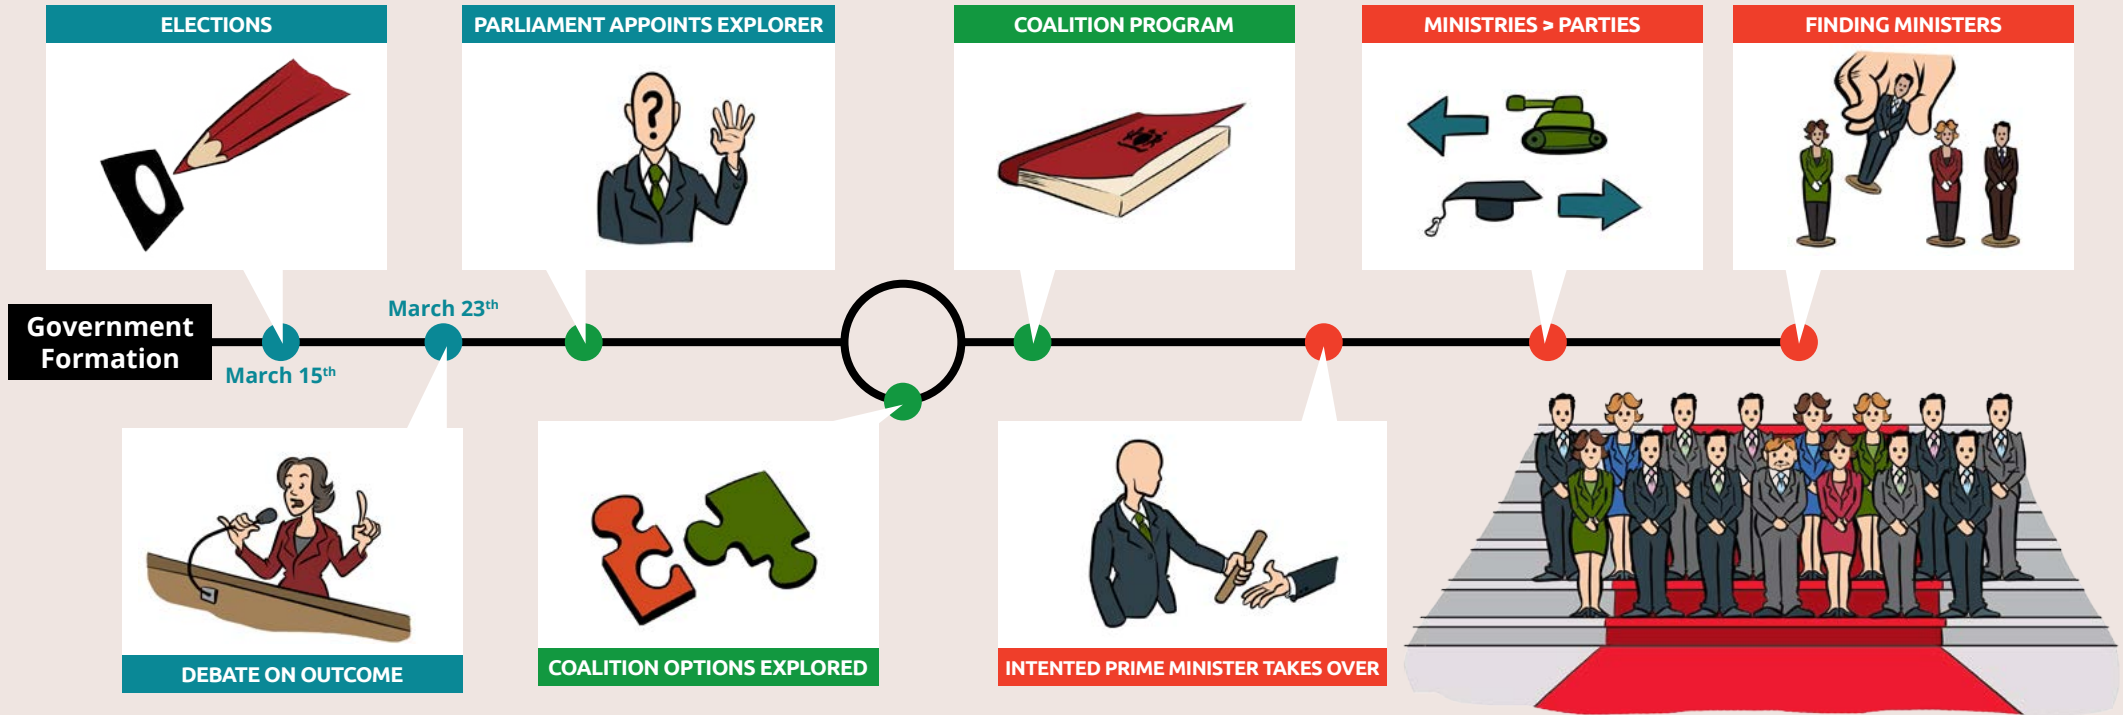 ELECTIONS
PARLIAMENT APPOINTS EXPLORER
COALITION PROGRAM
MINISTRIES > PARTIES
FINDING MINISTERS
?
Government
Formation
March 15th
March 23th
DEBATE ON OUTCOME
COALITION OPTIONS EXPLORED
INTENTED PRIME MINISTER TAKES OVER